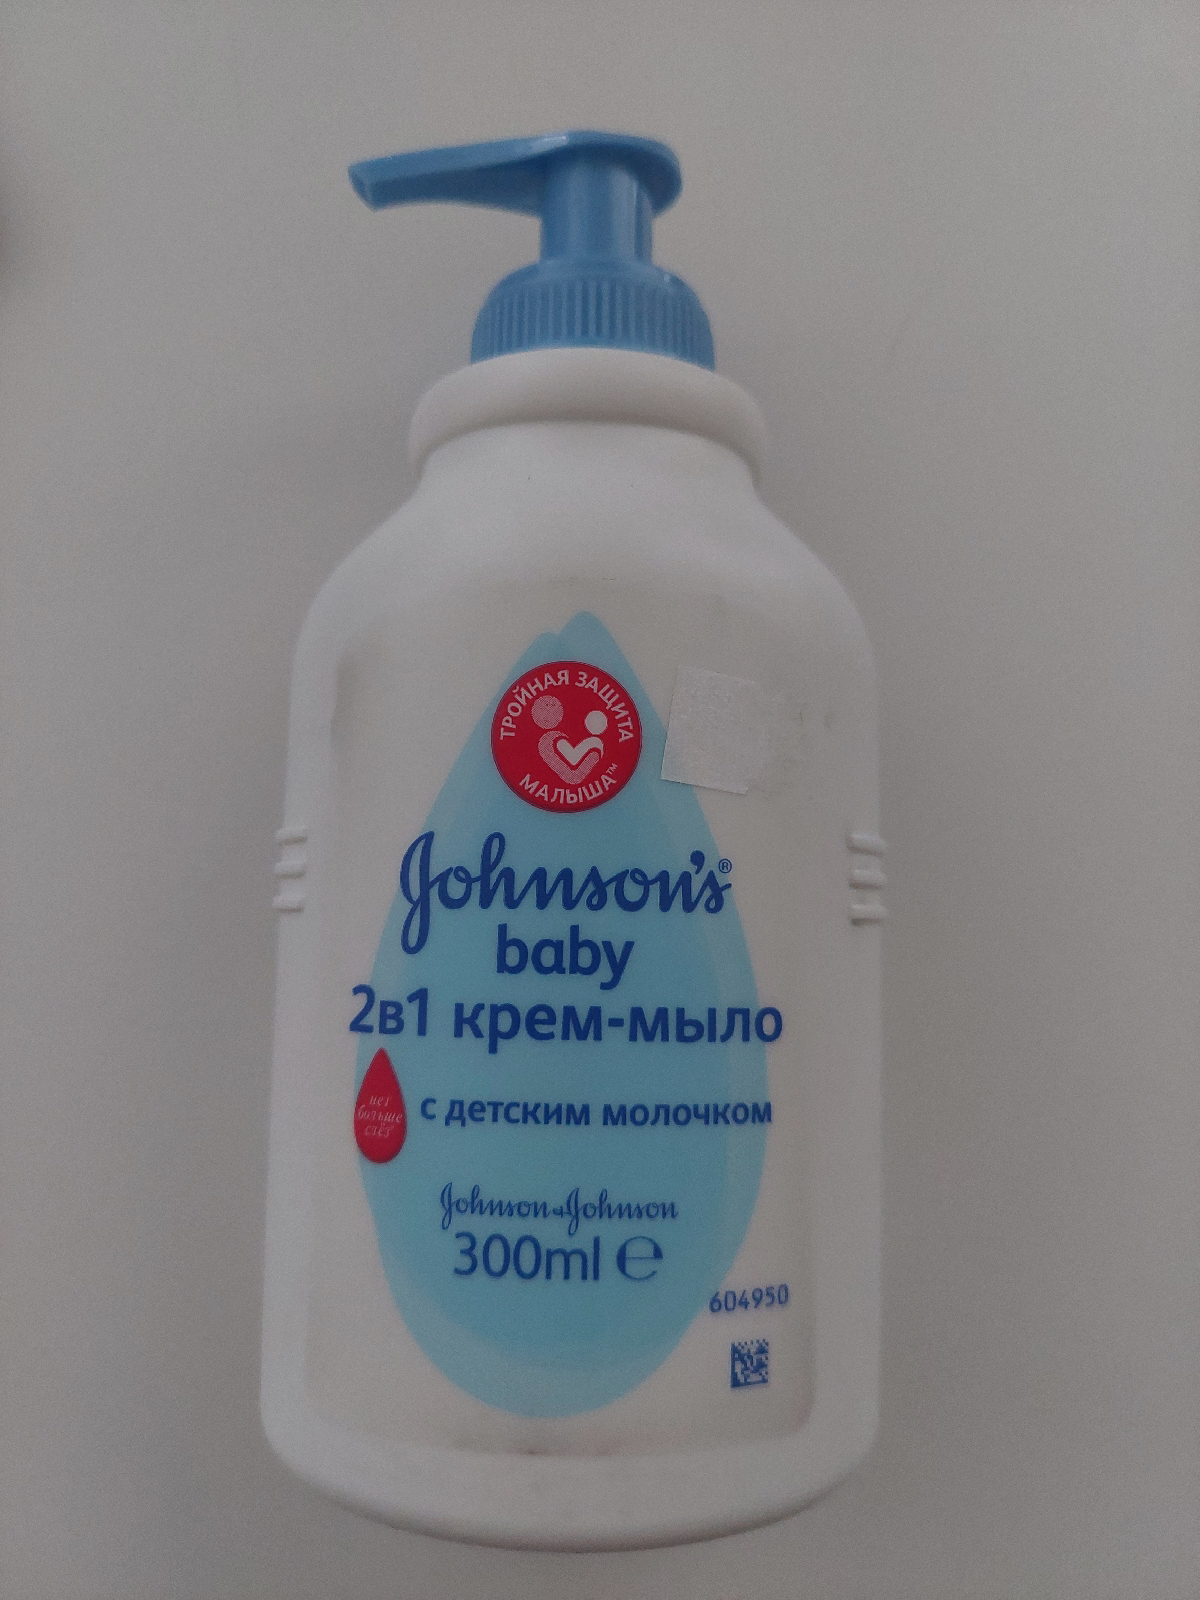 ТРОЙНАЯ ЗАЩИТА
МАЛЫША™
Johnson's®
baby
2в1 крем-мыло
нет
больше
слёз
с детским молочком
Johnson & Johnson
300ml ℮
604950